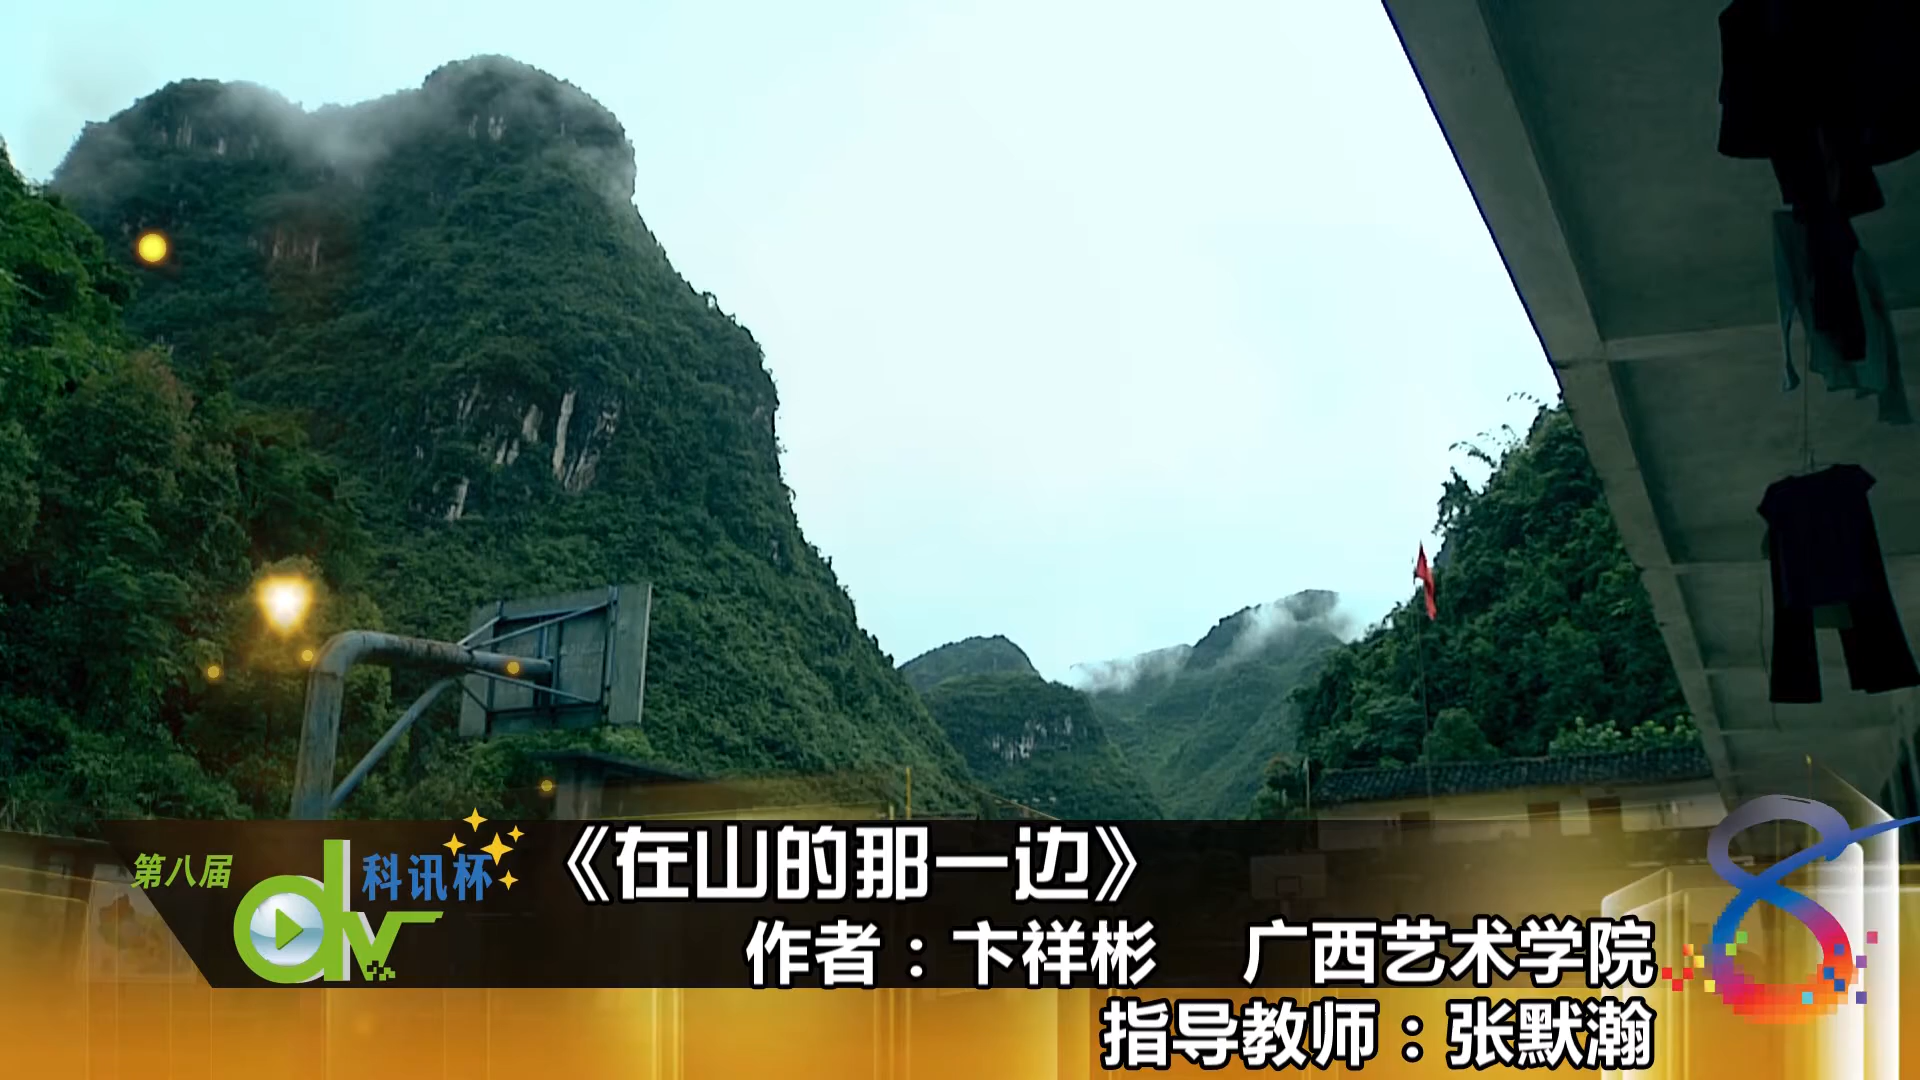 《在山的那一边》
第八届 dv 科讯杯
作者：卞祥彬 广西艺术学院
8
指导教师：张默瀚